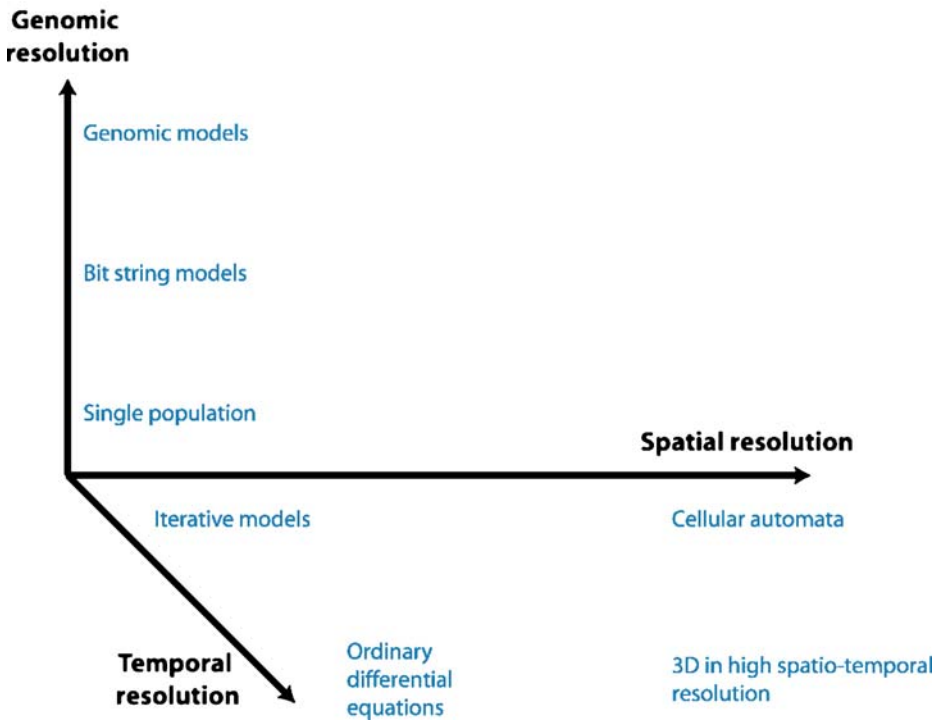 Genomic
resolution
Genomic models
Bit string models
Single population
Spatial resolution
Iterative models
Cellular automata
Temporal
resolution
Ordinary
differential
equations
3D in high spatio-temporal
resolution